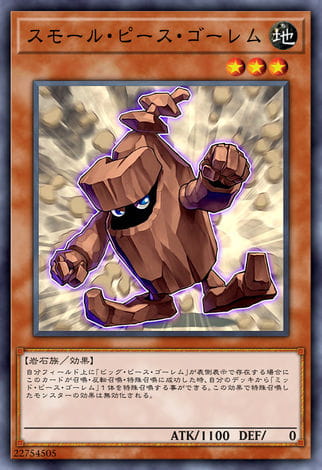 スモール・ピース・ゴーレム
地
【岩石族／効果】
自分フィールド上に「ビッグ・ピース・ゴーレム」が表側表示で存在する場合に
このカードが召喚・反転召喚・特殊召喚に成功した時、自分のデッキから「ミッ
ド・ピース・ゴーレム」１体を特殊召喚する事ができる。この効果で特殊召喚し
たモンスターの効果は無効化される。
ATK/1100 DEF/ 0
22754505